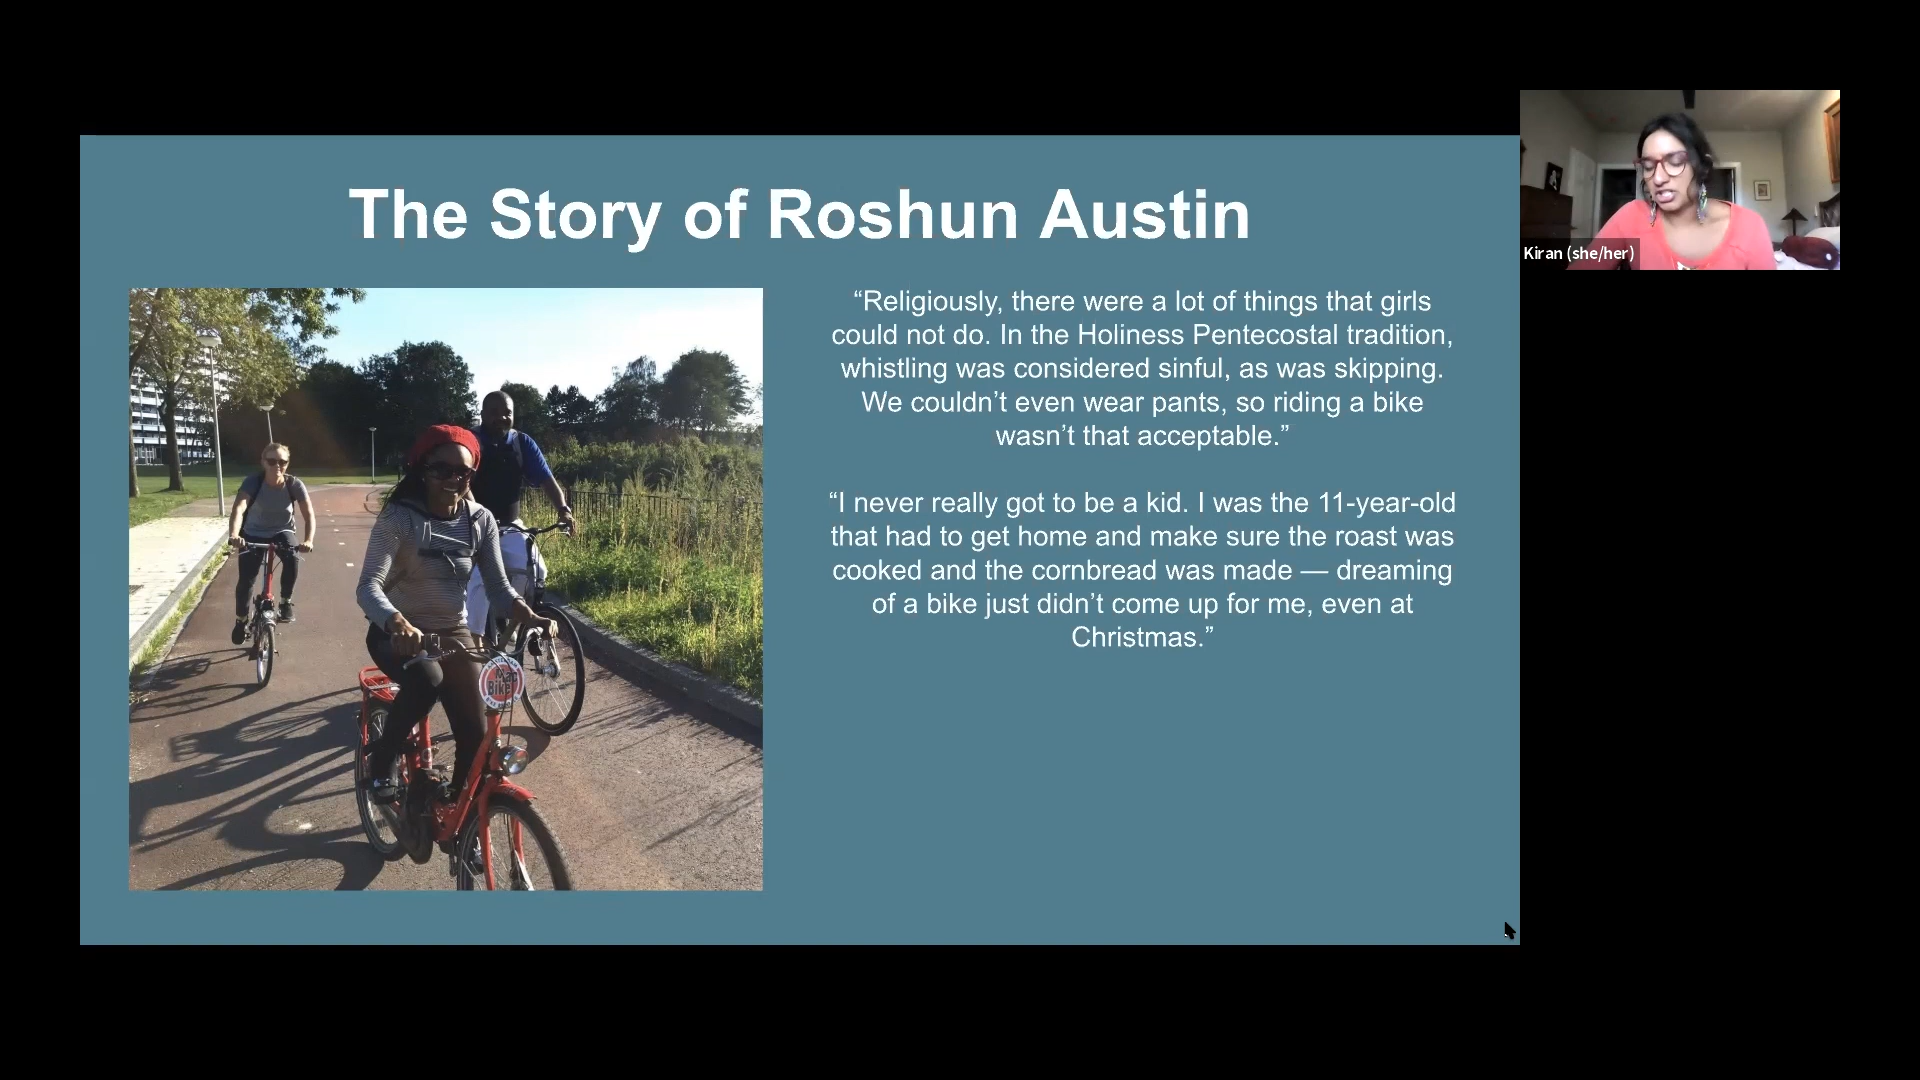 The Story of Roshun Austin
“Religiously, there were a lot of things that girls
could not do. In the Holiness Pentecostal tradition,
whistling was considered sinful, as was skipping.
We couldn’t even wear pants, so riding a bike
wasn’t that acceptable.”
“I never really got to be a kid. I was the 11-year-old
that had to get home and make sure the roast was
cooked and the cornbread was made — dreaming
of a bike just didn’t come up for me, even at
Christmas.”
Mac
Bike
Kiran (she/her)